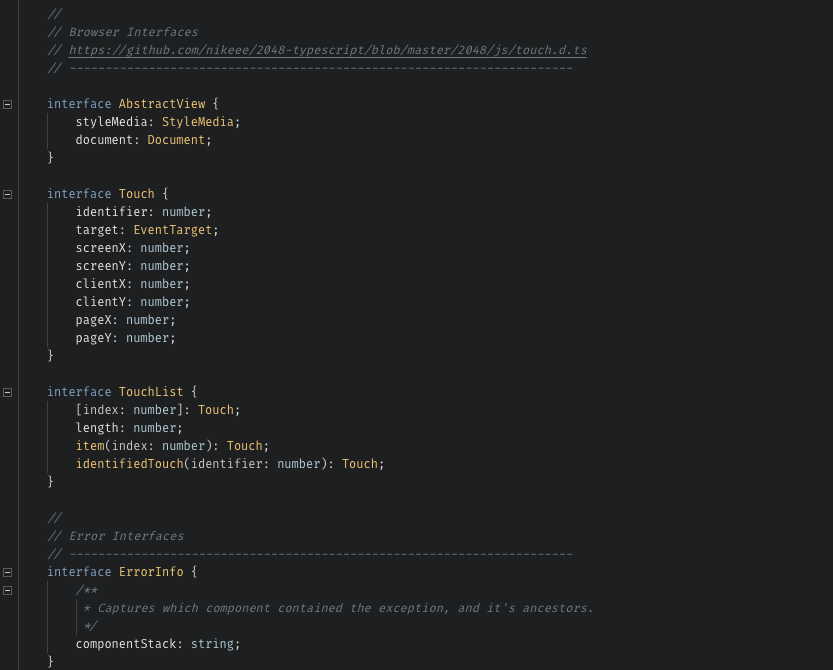 //
// Browser Interfaces
// https://github.com/nikeee/2048-typescript/blob/master/2048/js/touch.d.ts
// ----------------------------------------------------------------------
interface AbstractView {
    styleMedia: StyleMedia;
    document: Document;
}
interface Touch {
    identifier: number;
    target: EventTarget;
    screenX: number;
    screenY: number;
    clientX: number;
    clientY: number;
    pageX: number;
    pageY: number;
}
interface TouchList {
    [index: number]: Touch;
    length: number;
    item(index: number): Touch;
    identifiedTouch(identifier: number): Touch;
}
//
// Error Interfaces
// ----------------------------------------------------------------------
interface ErrorInfo {
    /**
     * Captures which component contained the exception, and it's ancestors.
     */
    componentStack: string;
}